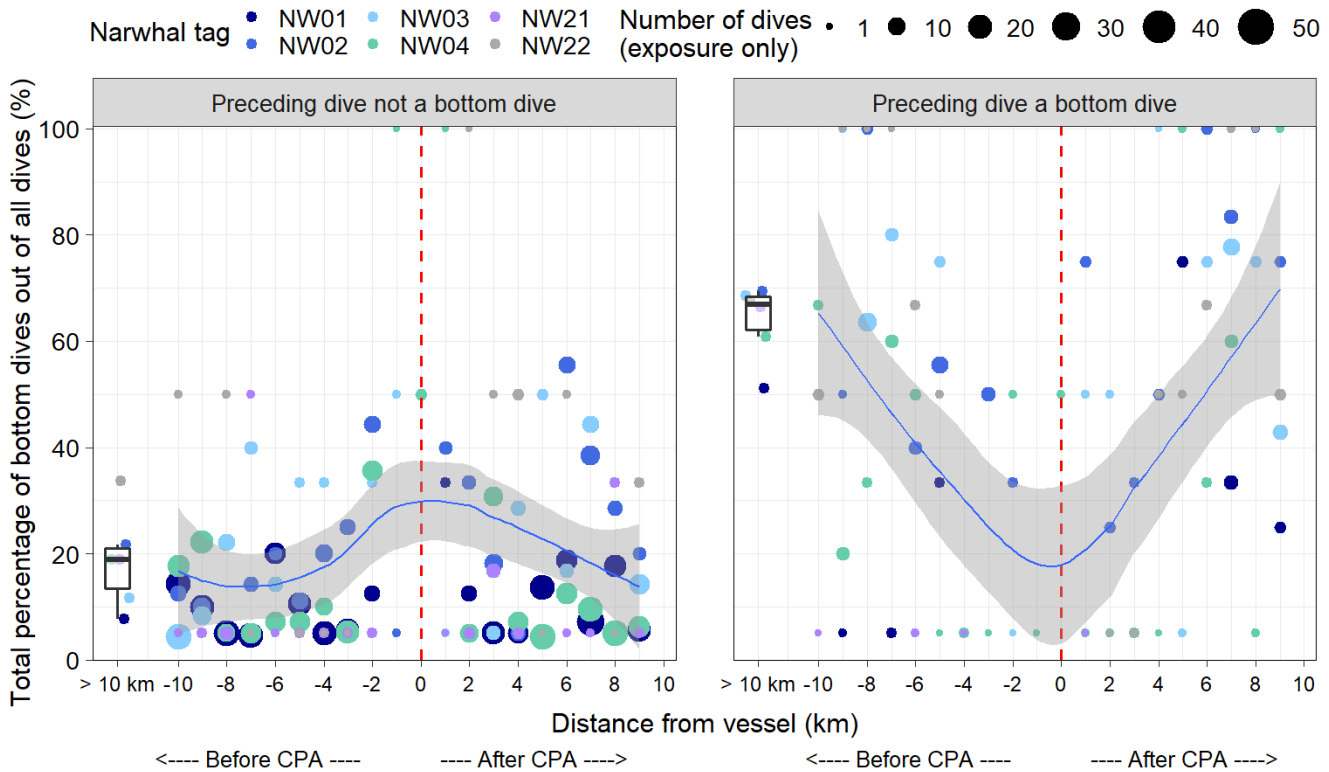 Narwhal tag NW01 NW03 NW21 Number of dives 1 10 20 30 40 50
NW02 NW04 NW22 (exposure only)
Total percentage of bottom dives out of all dives (%)
Preceding dive not a bottom dive
Preceding dive a bottom dive
100
80
60
40
20
0
> 10 km -10 -8 -6 -4 -2 0 2 4 6 8 10
> 10 km -10 -8 -6 -4 -2 0 2 4 6 8 10
Distance from vessel (km)
<---- Before CPA ---- ---- After CPA ---->
<---- Before CPA ---- ---- After CPA ---->